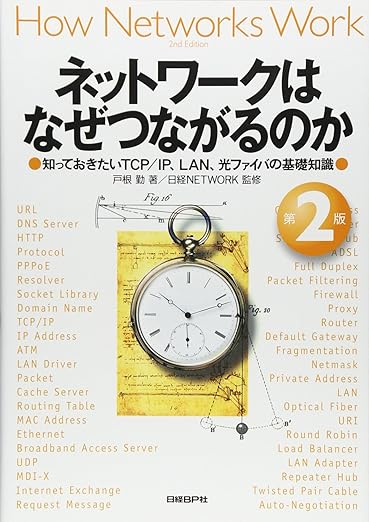 How Networks Work
2nd Edition
ネットワークは
なぜつながるのか
●知っておきたいTCP/IP、LAN、光ファイバの基礎知識●
戸根 勤 著/日経NETWORK 監修
第2版
Fig. 16
Fig. 10
URL
DNS Server
HTTP
Protocol
PPPoE
Resolver
Socket Library
Domain Name
TCP/IP
IP Address
ATM
LAN Driver
Packet
Cache Server
Routing Table
MAC Address
Ethernet
Broadband Access Server
UDP
MDI-X
Internet Exchange
Request Message
ADSL
Full Duplex
Packet Filtering
Firewall
Proxy
Router
Default Gateway
Fragmentation
Netmask
Private Address
LAN
Optical Fiber
URI
Round Robin
Load Balancer
LAN Adapter
Repeater Hub
Twisted Pair Cable
Auto-Negotiation
日経BP社